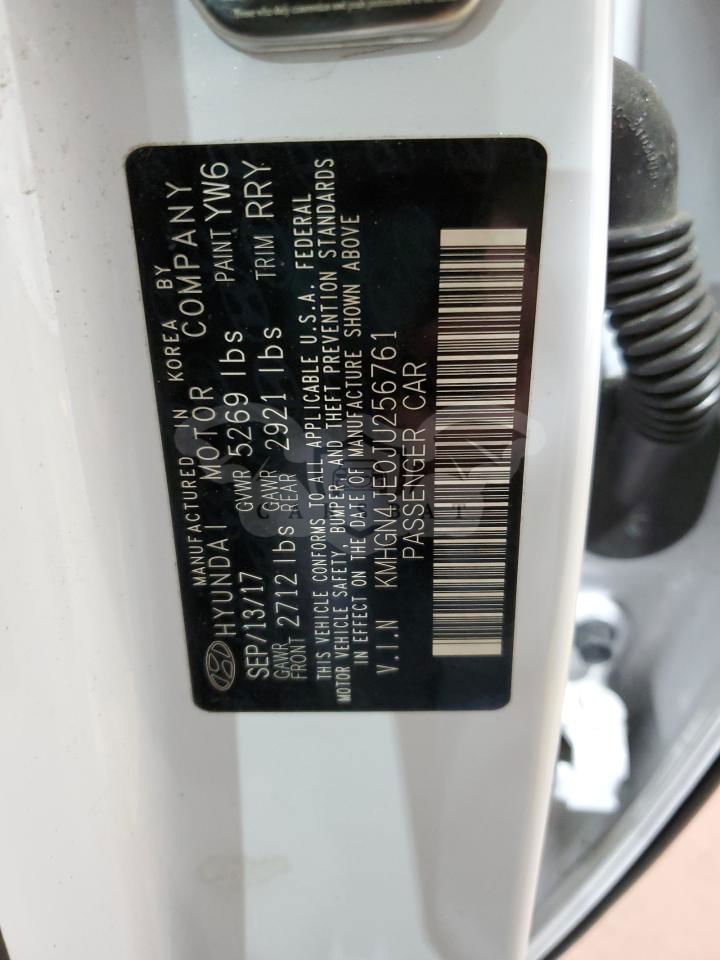 MANUFACTURED IN KOREA BY
HYUNDAI MOTOR COMPANY
SEP/13/17 GVWR 5269 lbs PAINT YW6
GAWR FRONT 2712 lbs GAWR REAR 2921 lbs TRIM RRY
THIS VEHICLE CONFORMS TO ALL APPLICABLE U.S.A. FEDERAL
MOTOR VEHICLE SAFETY, BUMPER, AND THEFT PREVENTION STANDARDS
IN EFFECT ON THE DATE OF MANUFACTURE SHOWN ABOVE
V.I.N KMHGN4JE0JU256761
PASSENGER CAR